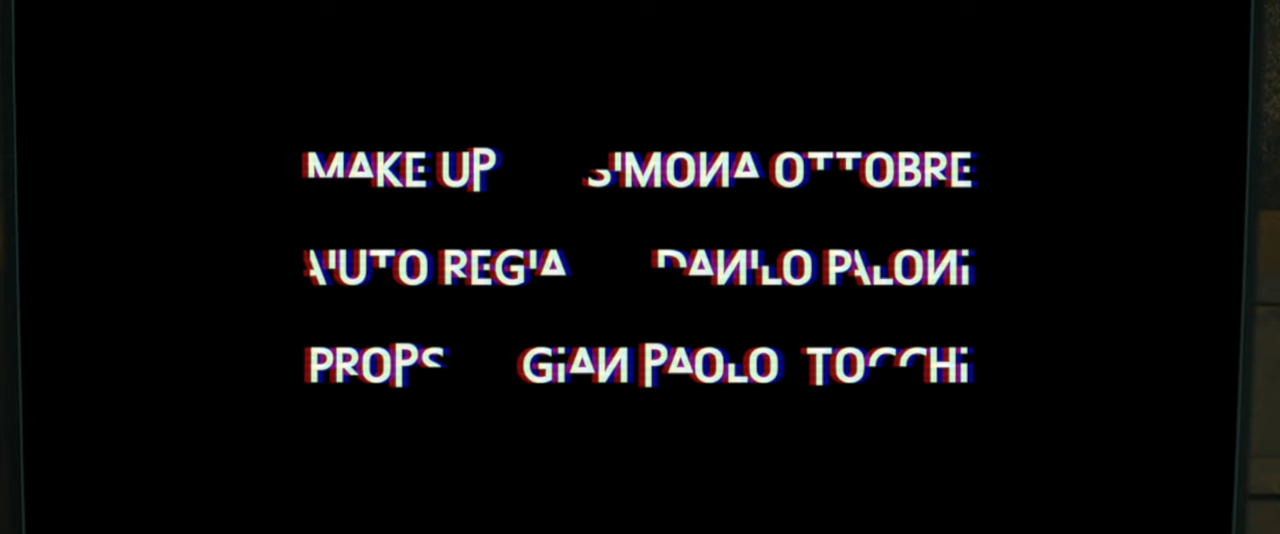 MAKE UP SIMONA OTTOBRE
AIUTO REGIA DANILO PALONI
PROPS GIAN PAOLO TOCCHI